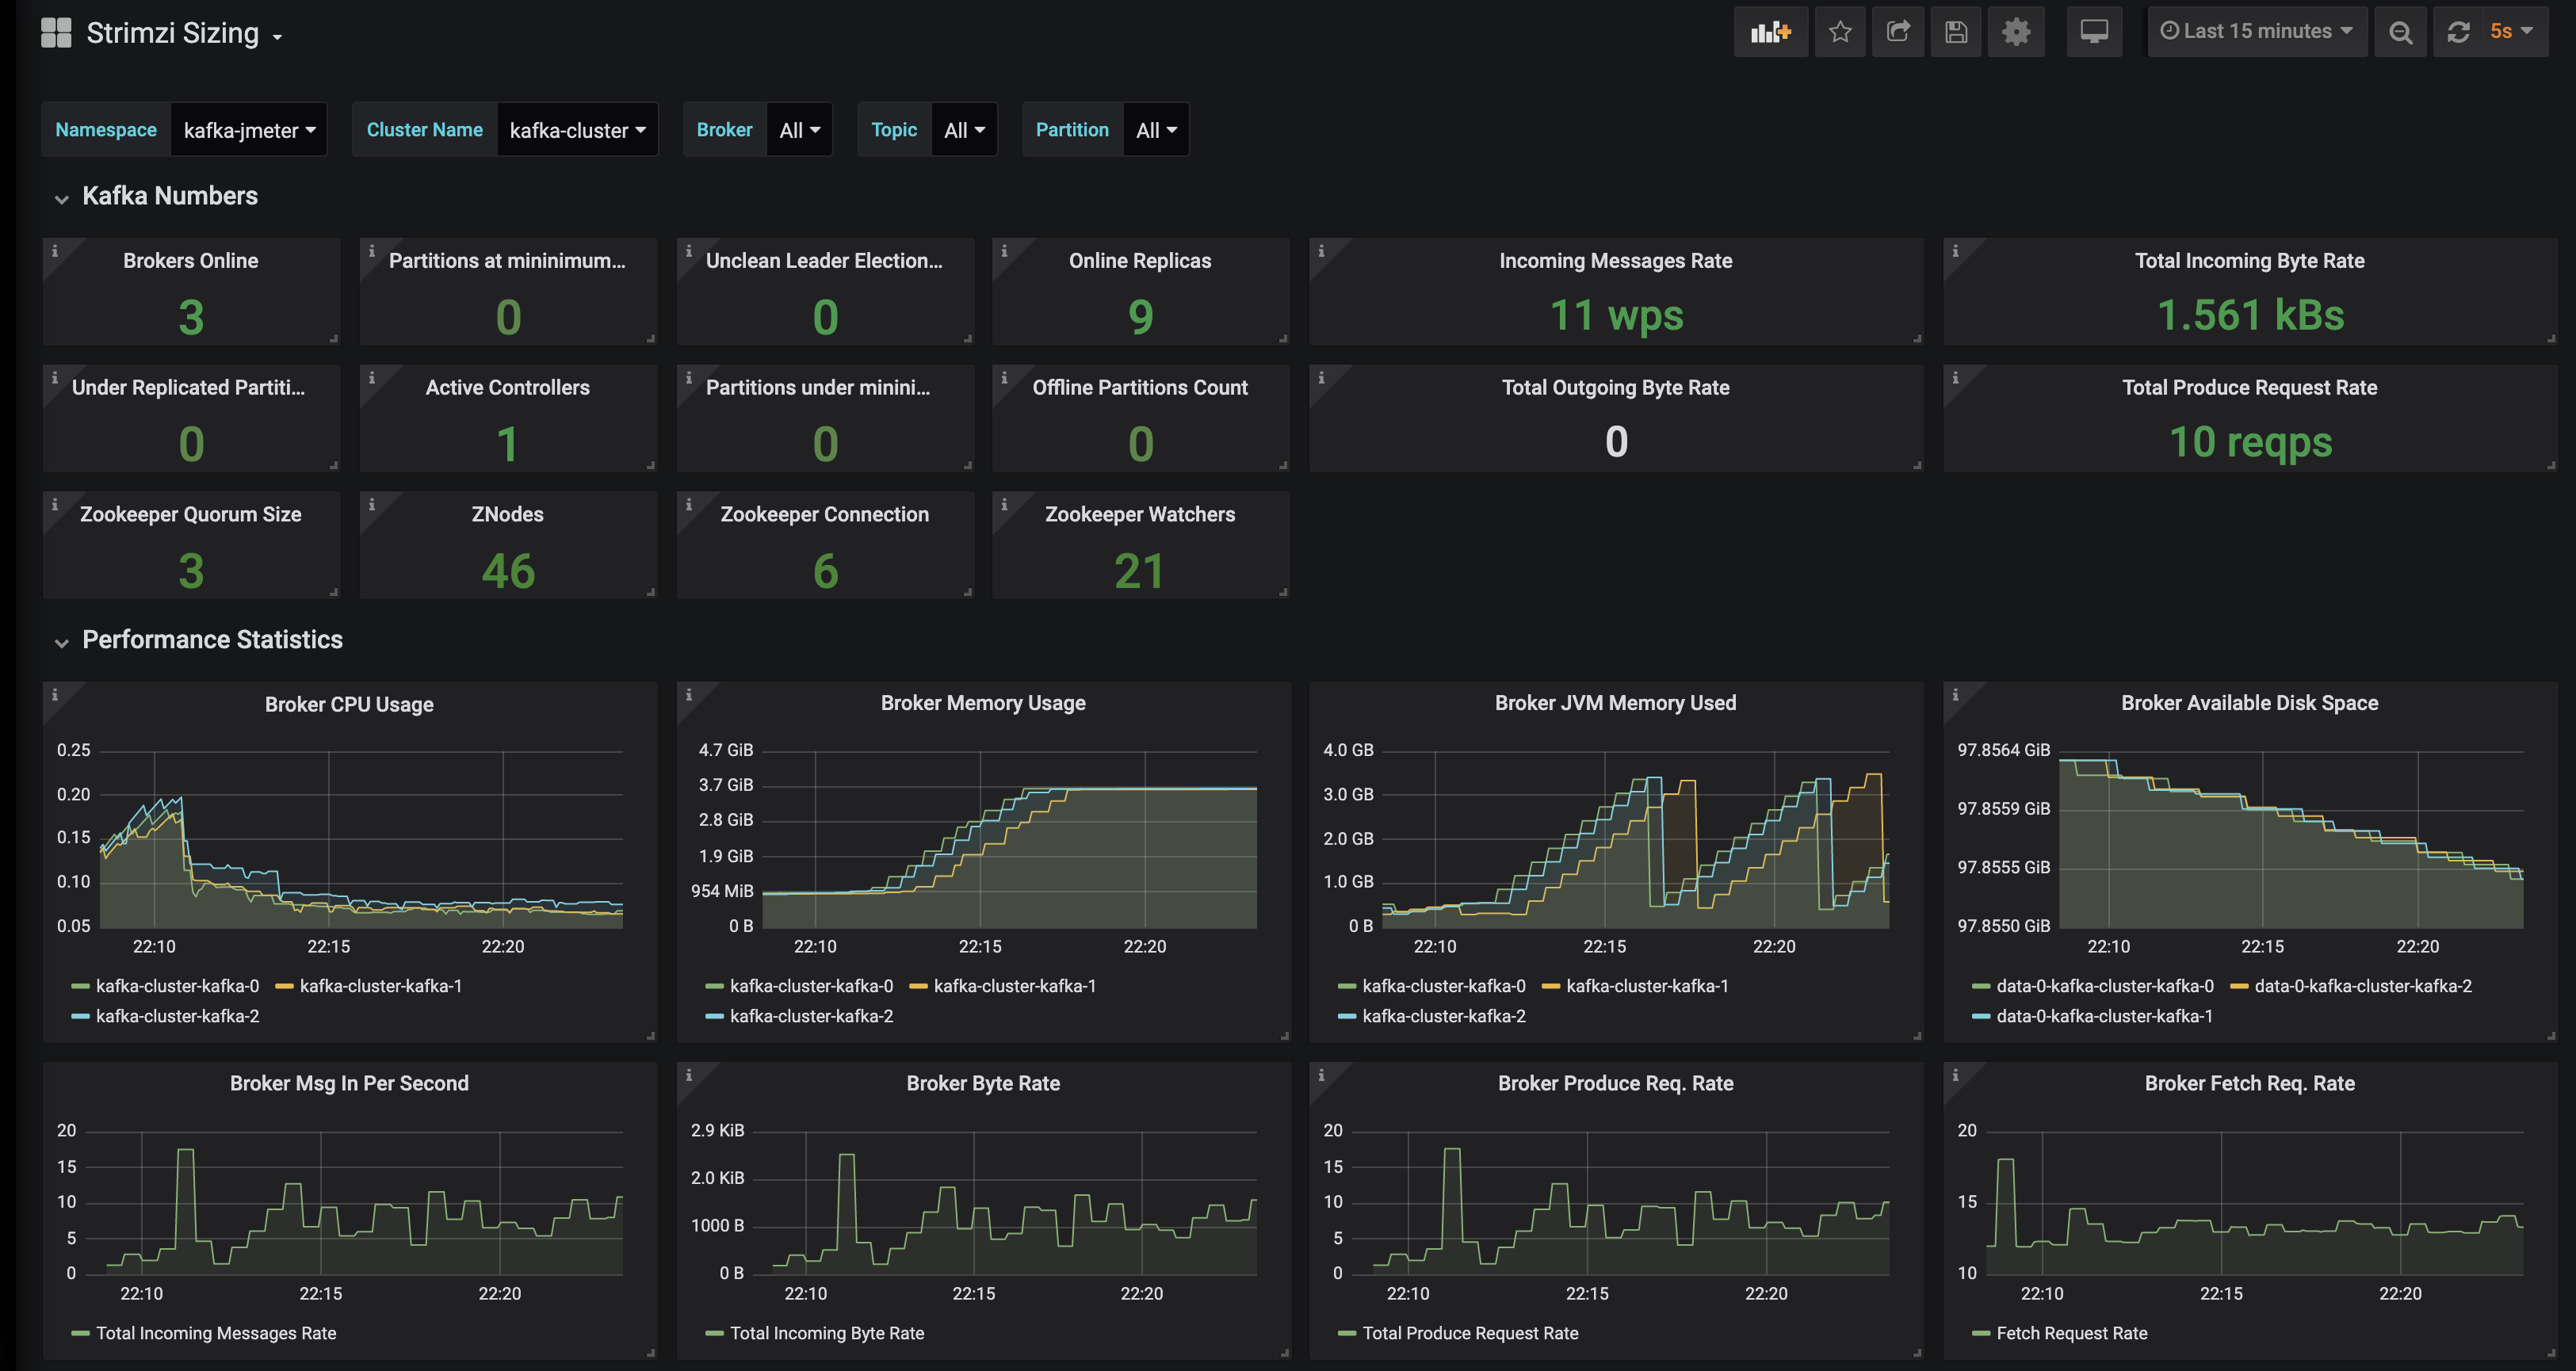 Strimzi Sizing
Last 15 minutes
5s
Namespace kafka-jmeter
Cluster Name kafka-cluster
Broker All
Topic All
Partition All
Kafka Numbers
Brokers Online
3
Partitions at mininimum...
0
Unclean Leader Election...
0
Online Replicas
9
Incoming Messages Rate
11 wps
Total Incoming Byte Rate
1.561 kBs
Under Replicated Partiti...
0
Active Controllers
1
Partitions under minini...
0
Offline Partitions Count
0
Total Outgoing Byte Rate
0
Total Produce Request Rate
10 reqps
Zookeeper Quorum Size
3
ZNodes
46
Zookeeper Connection
6
Zookeeper Watchers
21
Performance Statistics
Broker CPU Usage
0.25
0.20
0.15
0.10
0.05
22:10 22:15 22:20
kafka-cluster-kafka-0 kafka-cluster-kafka-1
kafka-cluster-kafka-2
Broker Memory Usage
4.7 GiB
3.7 GiB
2.8 GiB
1.9 GiB
954 MiB
0 B
22:10 22:15 22:20
kafka-cluster-kafka-0 kafka-cluster-kafka-1
kafka-cluster-kafka-2
Broker JVM Memory Used
4.0 GB
3.0 GB
2.0 GB
1.0 GB
0 B
22:10 22:15 22:20
kafka-cluster-kafka-0 kafka-cluster-kafka-1
kafka-cluster-kafka-2
Broker Available Disk Space
97.8564 GiB
97.8559 GiB
97.8555 GiB
97.8550 GiB
22:10 22:15 22:20
data-0-kafka-cluster-kafka-0 data-0-kafka-cluster-kafka-2
data-0-kafka-cluster-kafka-1
Broker Msg In Per Second
20
15
10
5
0
22:10 22:15 22:20
Total Incoming Messages Rate
Broker Byte Rate
2.9 KiB
2.0 KiB
1000 B
0 B
22:10 22:15 22:20
Total Incoming Byte Rate
Broker Produce Req. Rate
20
15
10
5
0
22:10 22:15 22:20
Total Produce Request Rate
Broker Fetch Req. Rate
20
15
10
22:10 22:15 22:20
Fetch Request Rate